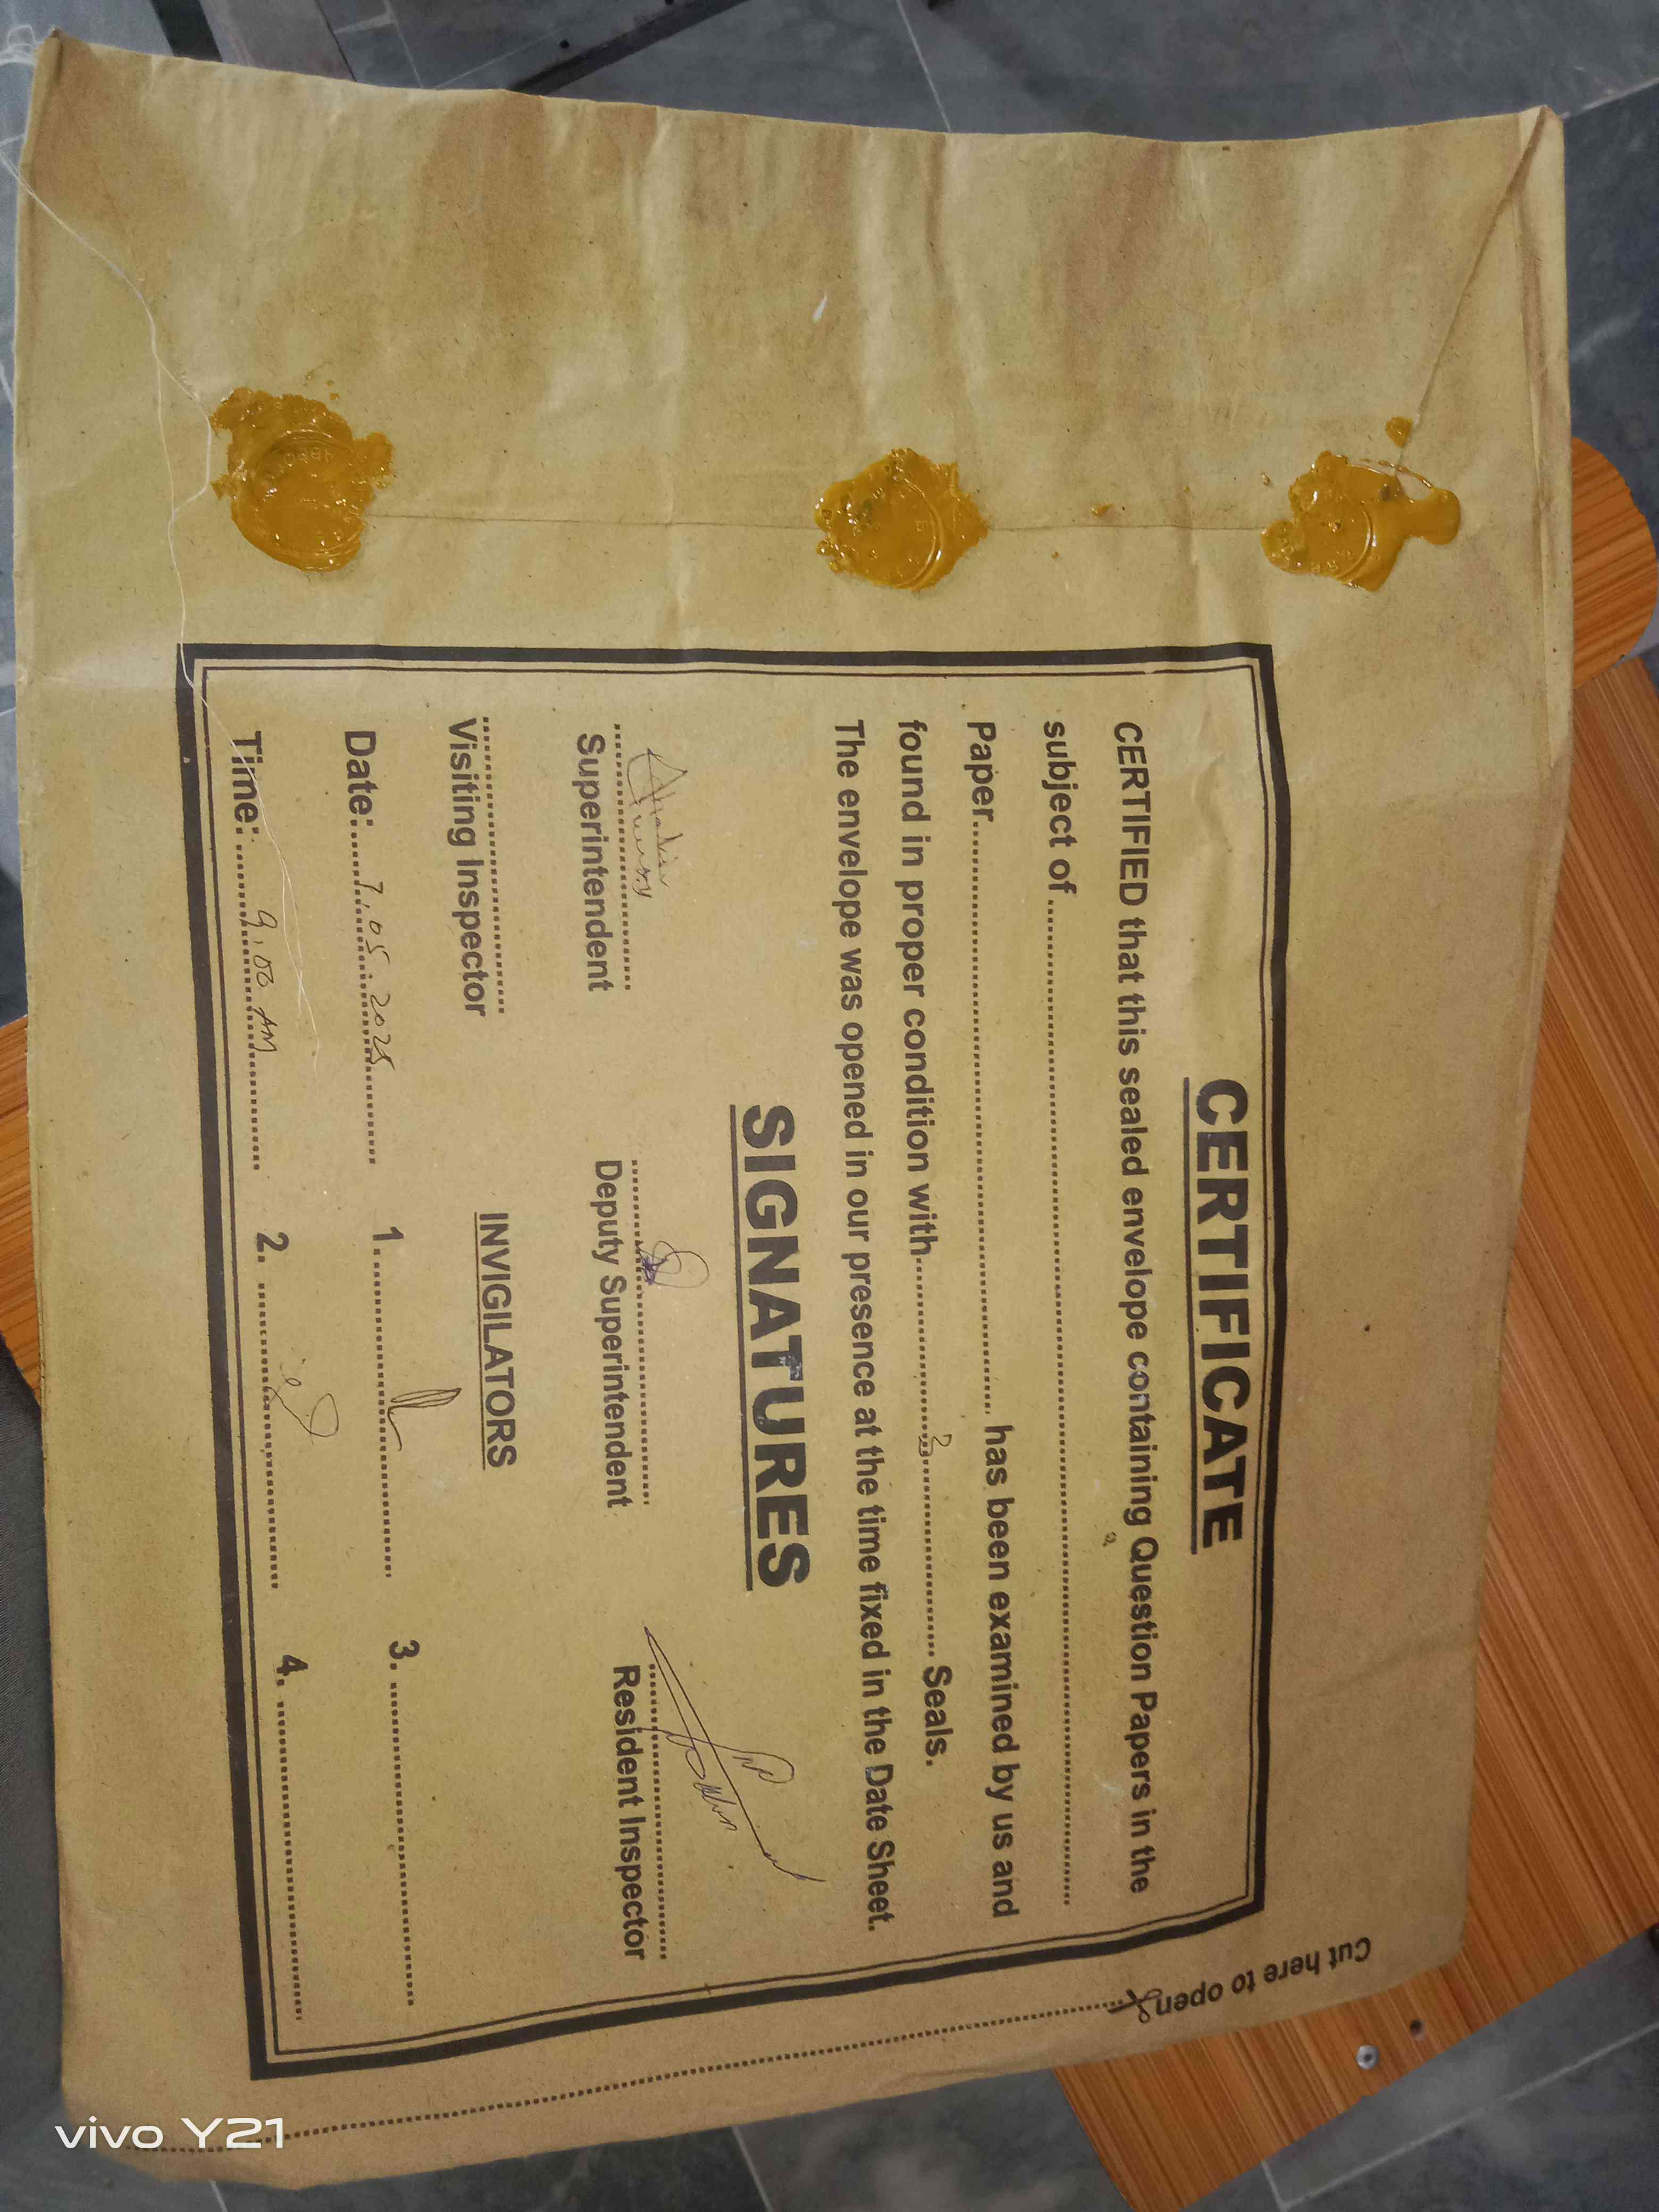 CERTIFICATE
CERTIFIED that this sealed envelope containing Question Papers in the
subject of ........................................
Paper........................................ has been examined by us and
found in proper condition with.................... Seals.
The envelope was opened in our presence at the time fixed in the Date Sheet.
SIGNATURES
Superintendent Deputy Superintendent Resident Inspector
Visiting Inspector
INVIGILATORS
Date: 7.05.2025 1. 3.
Time: 9.00 AM 2. 4.
Cut here to open
vivo Y21